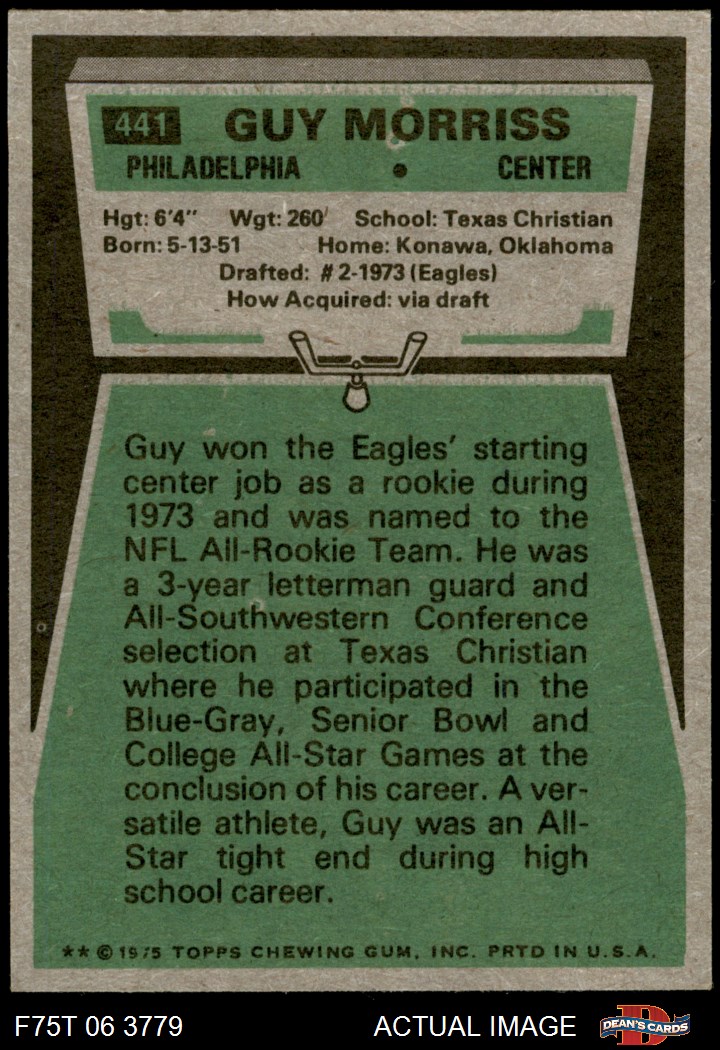 441 GUY MORRISS
PHILADELPHIA • CENTER
Hgt: 6'4" Wgt: 260 School: Texas Christian
Born: 5-13-51 Home: Konawa, Oklahoma
Drafted: #2-1973 (Eagles)
How Acquired: via draft
Guy won the Eagles' starting
center job as a rookie during
1973 and was named to the
NFL All-Rookie Team. He was
a 3-year letterman guard and
All-Southwestern Conference
selection at Texas Christian
where he participated in the
Blue-Gray, Senior Bowl and
College All-Star Games at the
conclusion of his career. A ver-
satile athlete, Guy was an All-
Star tight end during high
school career.
** © 1975 TOPPS CHEWING GUM, INC. PRTD IN U.S.A.
F75T 06 3779 ACTUAL IMAGE D DEAN'S CARDS